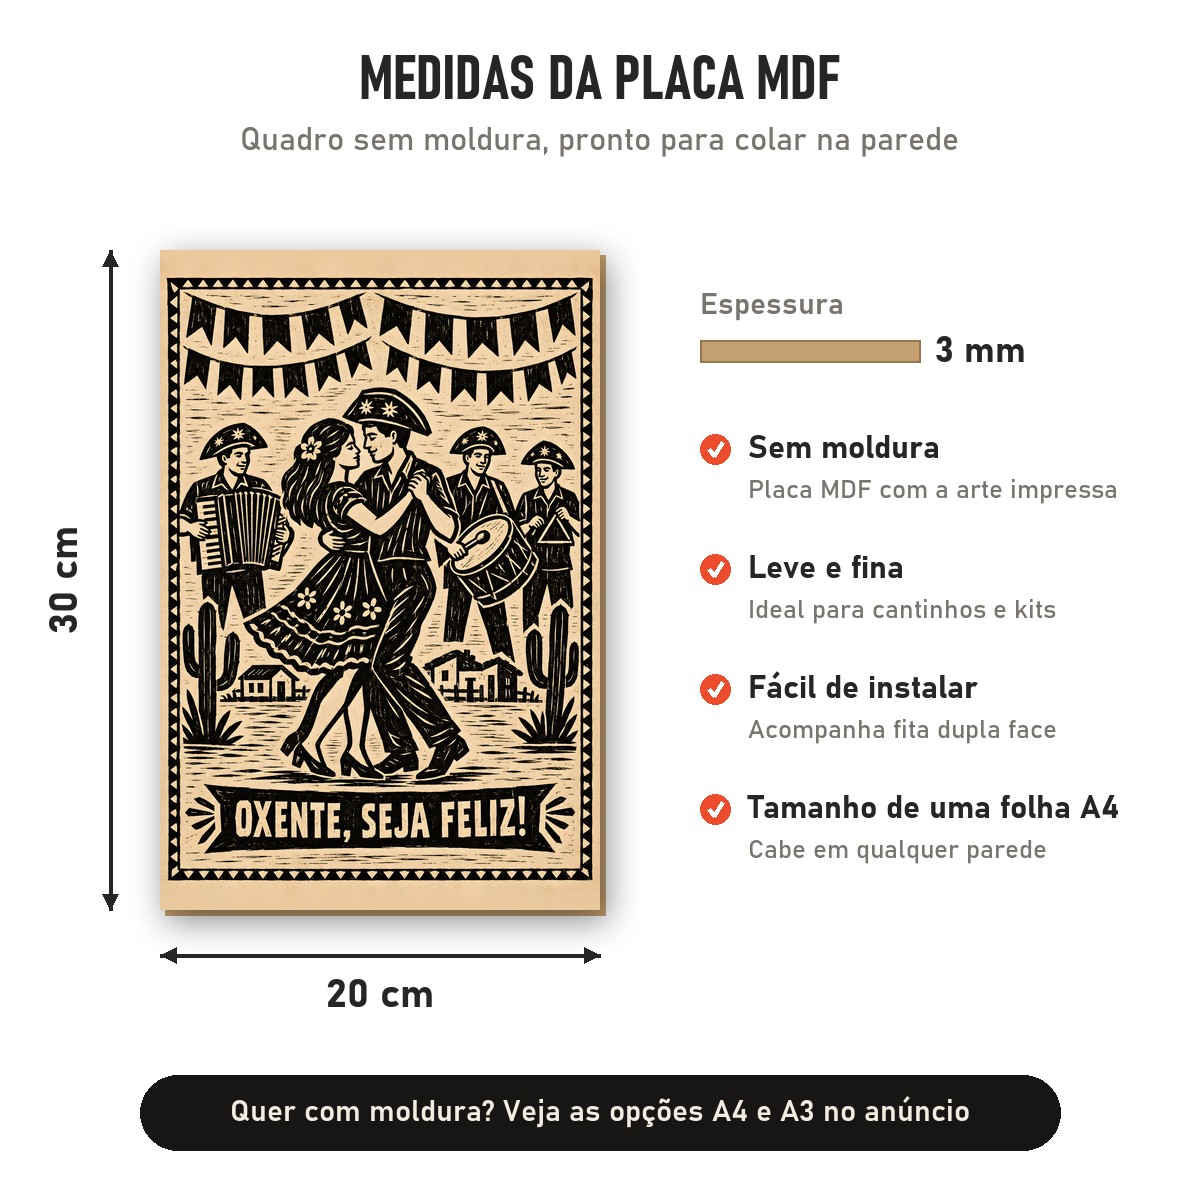 MEDIDAS DA PLACA MDF
Quadro sem moldura, pronto para colar na parede
30 cm
OXENTE, SEJA FELIZ!
20 cm
Espessura
3 mm
Sem moldura
Placa MDF com a arte impressa
Leve e fina
Ideal para cantinhos e kits
Fácil de instalar
Acompanha fita dupla face
Tamanho de uma folha A4
Cabe em qualquer parede
Quer com moldura? Veja as opções A4 e A3 no anúncio